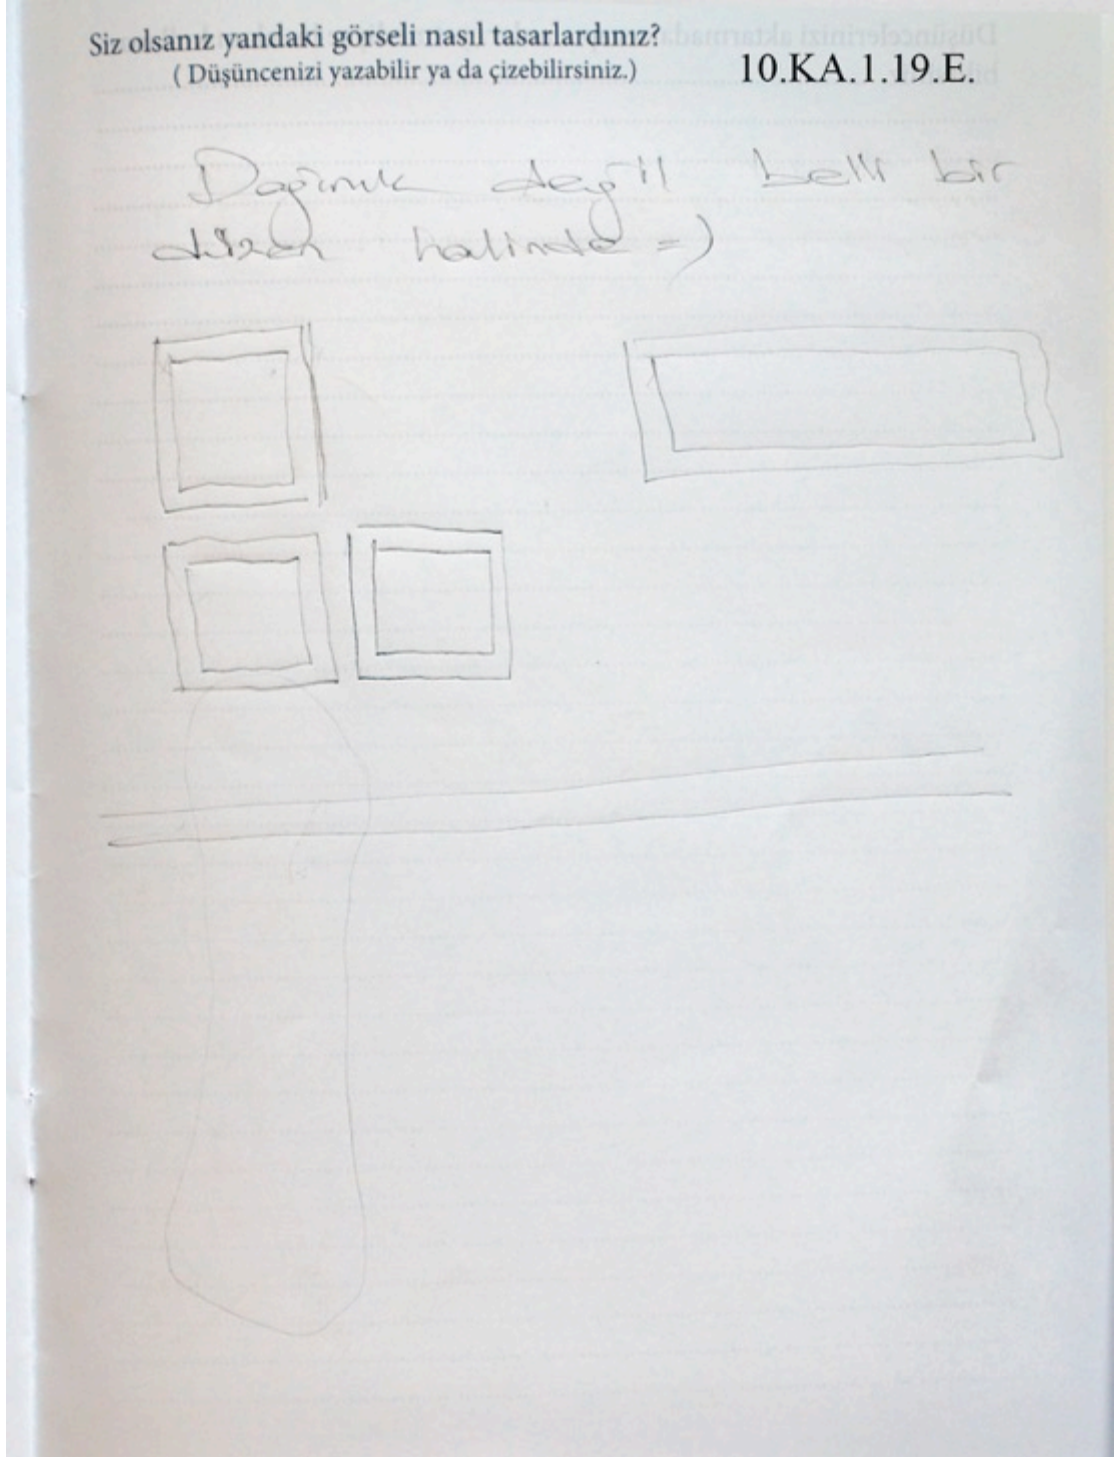 Siz olsanız yandaki görseli nasıl tasarlardınız?
( Düşüncenizi yazabilir ya da çizebilirsiniz.)
10.KA.1.19.E.
Dağınık değil belli bir
düzen halinde =)